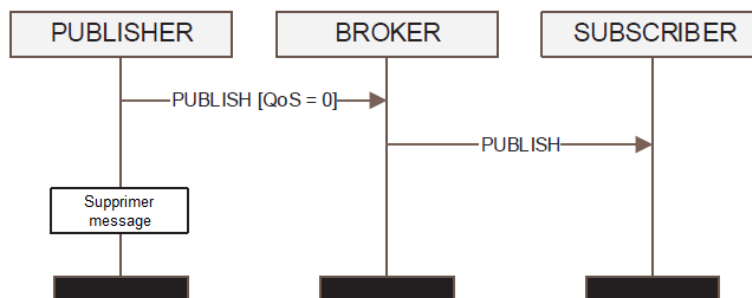 PUBLISHER
BROKER
SUBSCRIBER
PUBLISH [QoS = 0]
PUBLISH
Supprimer
message